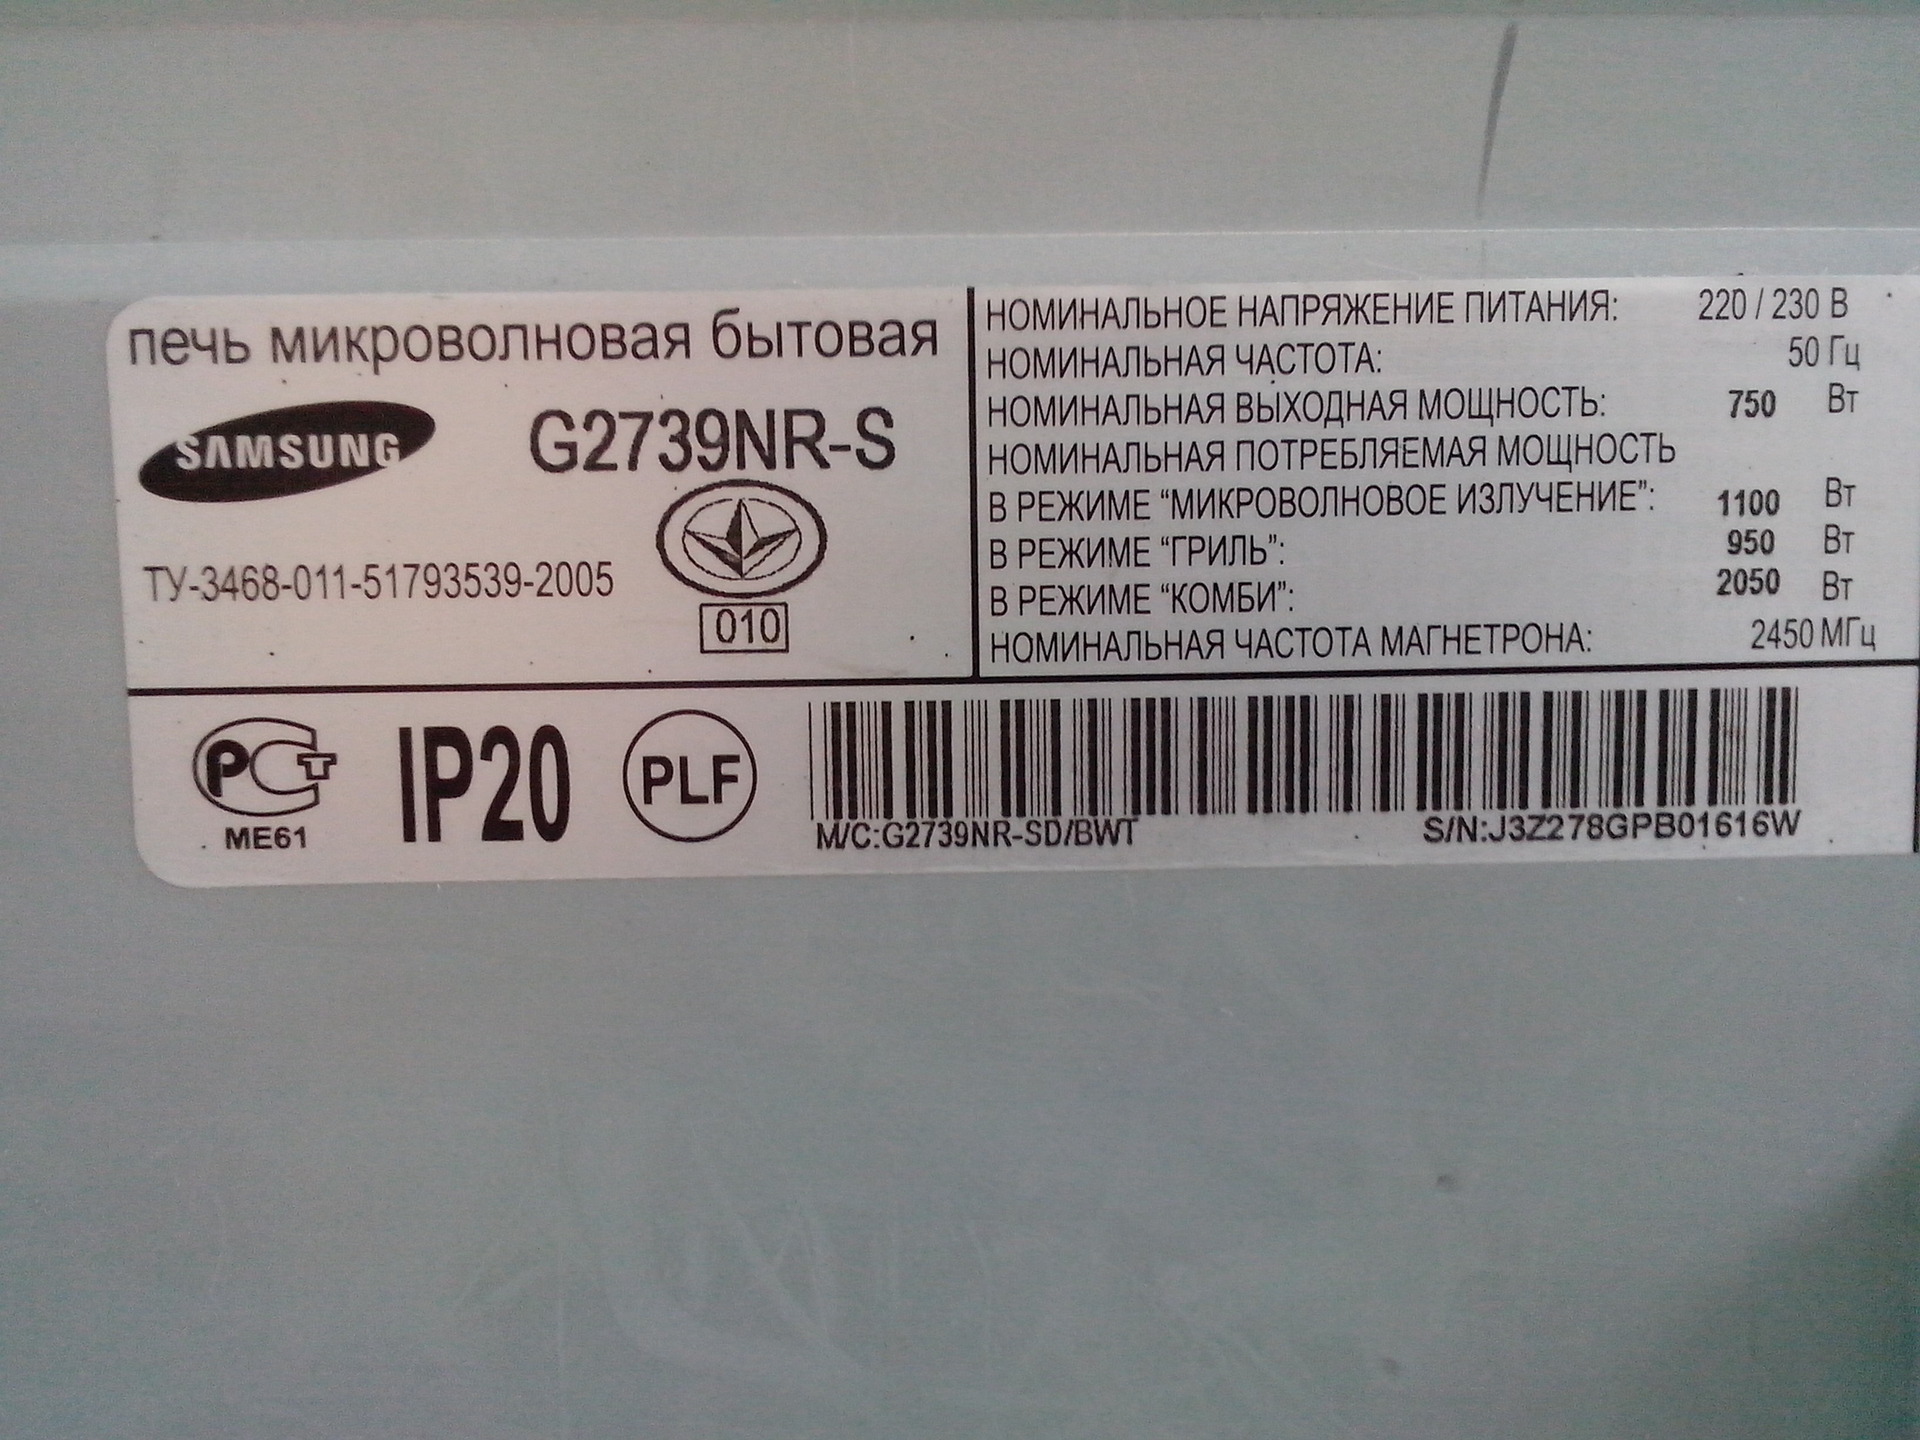 печь микроволновая бытовая
SAMSUNG
G2739NR-S
ТУ-3468-011-51793539-2005
010
НОМИНАЛЬНОЕ НАПРЯЖЕНИЕ ПИТАНИЯ: 220 / 230 В
НОМИНАЛЬНАЯ ЧАСТОТА: 50 Гц
НОМИНАЛЬНАЯ ВЫХОДНАЯ МОЩНОСТЬ: 750 Вт
НОМИНАЛЬНАЯ ПОТРЕБЛЯЕМАЯ МОЩНОСТЬ
В РЕЖИМЕ “МИКРОВОЛНОВОЕ ИЗЛУЧЕНИЕ”: 1100 Вт
В РЕЖИМЕ “ГРИЛЬ”: 950 Вт
В РЕЖИМЕ “КОМБИ”: 2050 Вт
НОМИНАЛЬНАЯ ЧАСТОТА МАГНЕТРОНА: 2450 МГц
РСТ
ME61
IP20
PLF
M/C:G2739NR-SD/BWT
S/N:J3Z278GPB01616W